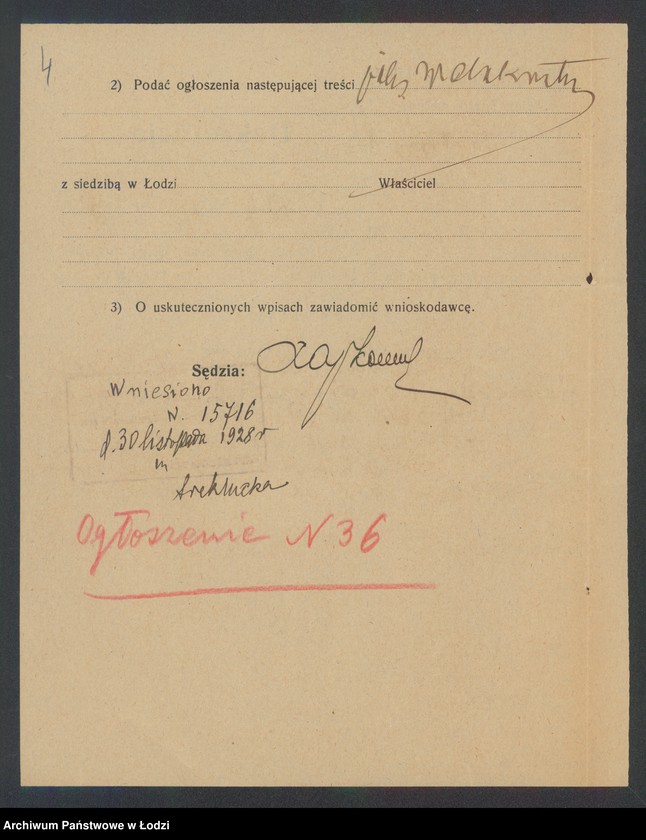 4
2) Podać ogłoszenia następującej treści
z siedzibą w Łodzi Właściciel
3) O uskutecznionych wpisach zawiadomić wnioskodawcę.
Sędzia:
Wniesiono
N. 15716
d. 30 listopada 1928 r
Ogłoszenie N 36
Archiwum Państwowe w Łodzi